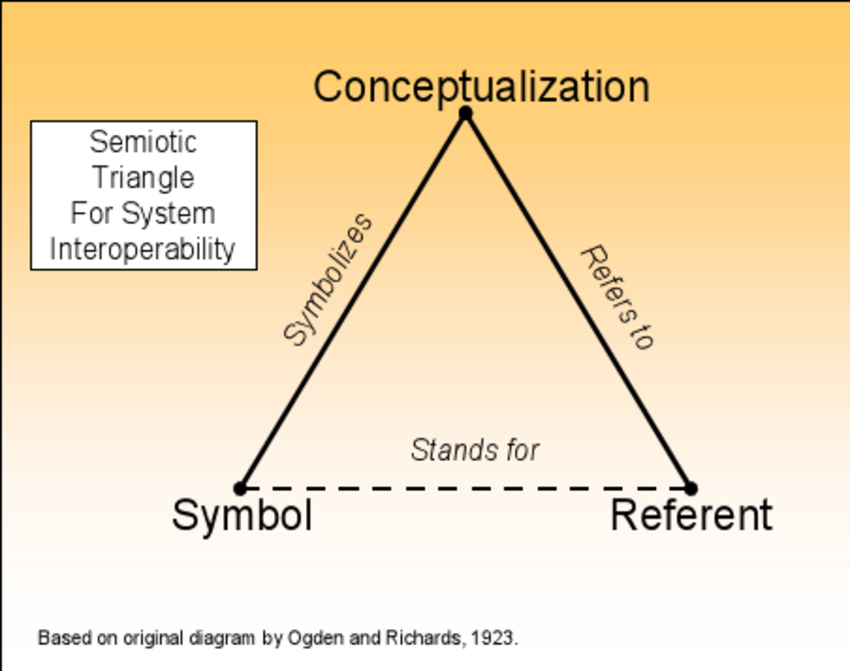 Conceptualization
Semiotic
Triangle
For System
Interoperability
Symbolizes
Refers to
Stands for
Symbol
Referent
Based on original diagram by Ogden and Richards, 1923.